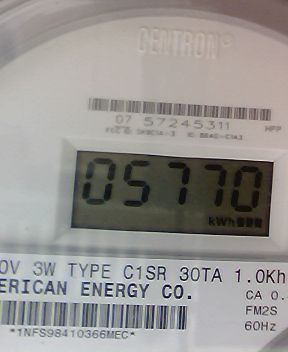 CENTRON®
07 57245311
05770
kWh
0V 3W TYPE C1SR 30TA 1.0Kh
ERICAN ENERGY CO.
CA 0.
FM2S
60Hz
*1NFS98410366MEC*